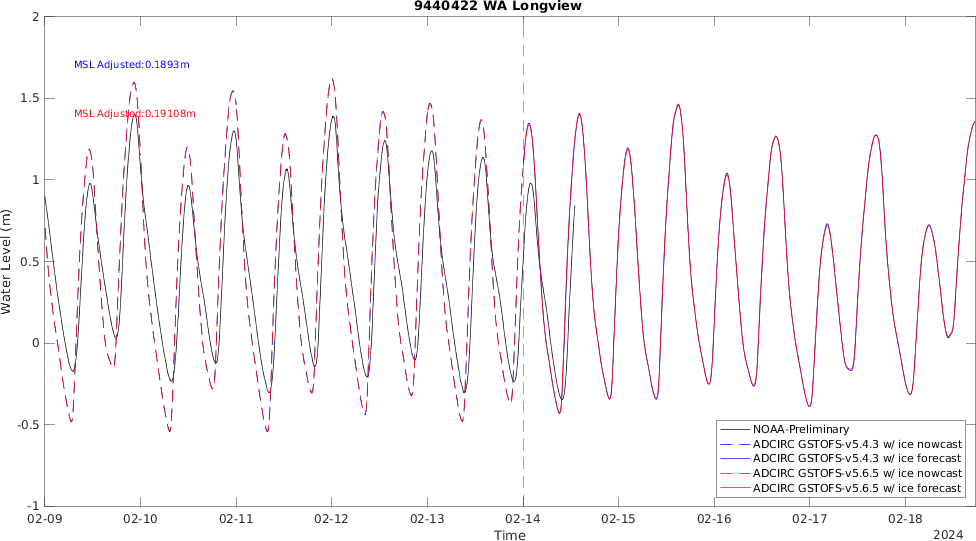 9440422 WA Longview
2
1.5
1
0.5
0
-0.5
-1
Water Level (m)
MSL Adjusted:0.1893m
MSL Adjusted:0.19108m
NOAA-Preliminary
ADCIRC GSTOFS-v5.4.3 w/ ice nowcast
ADCIRC GSTOFS-v5.4.3 w/ ice forecast
ADCIRC GSTOFS-v5.6.5 w/ ice nowcast
ADCIRC GSTOFS-v5.6.5 w/ ice forecast
02-09 02-10 02-11 02-12 02-13 02-14 02-15 02-16 02-17 02-18
Time
2024